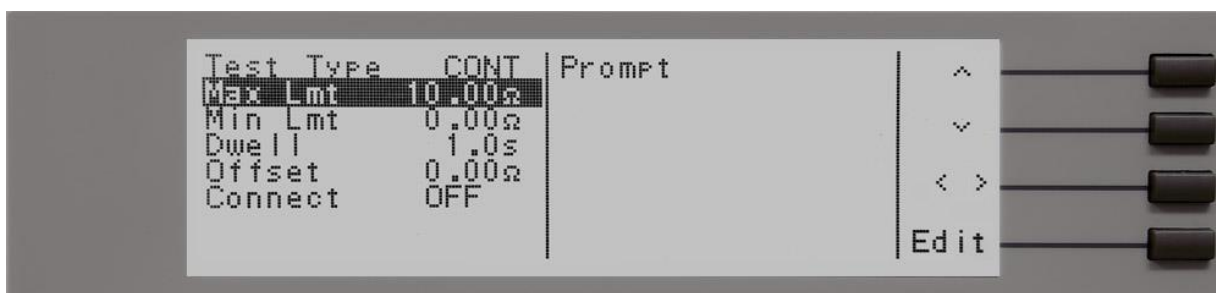 Test Type CONT
Max Lmt 10.00Ω
Min Lmt 0.00Ω
Dwell 1.0s
Offset 0.00Ω
Connect OFF
Prompt
^
˅
< >
Edit